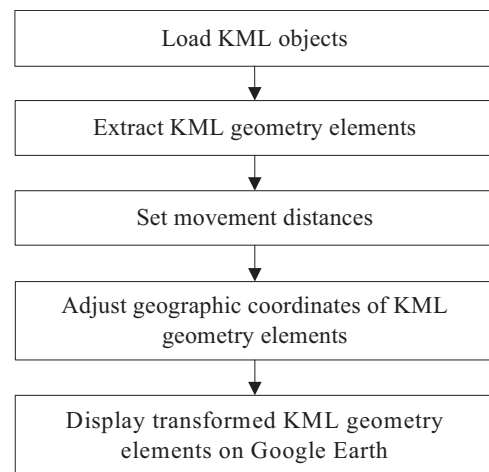 Load KML objects
Extract KML geometry elements
Set movement distances
Adjust geographic coordinates of KML
geometry elements
Display transformed KML geometry
elements on Google Earth